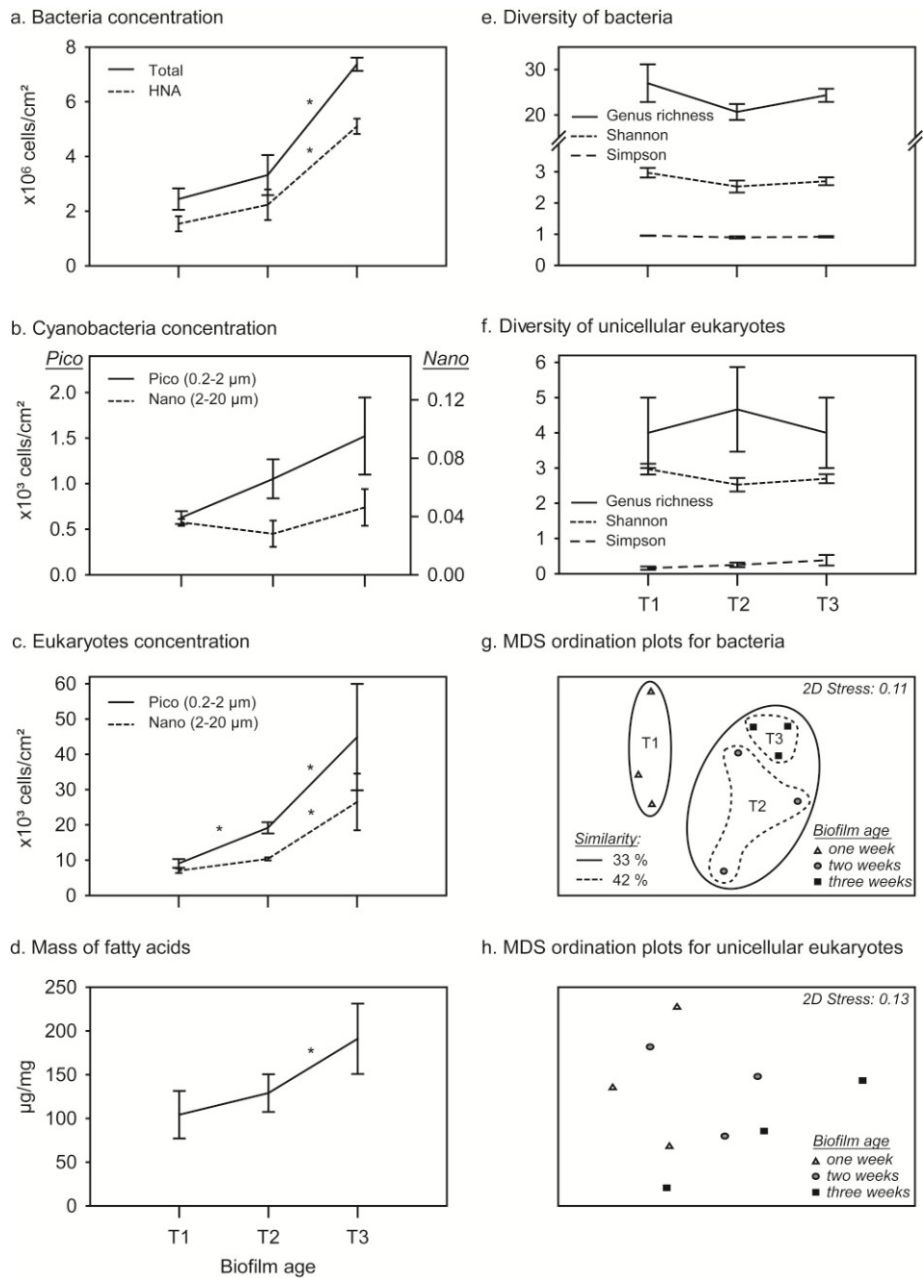 a. Bacteria concentration
8
6
4
2
0
x10⁶ cells/cm²
Total
HNA
*
*
b. Cyanobacteria concentration
Pico
Nano
2.0
1.5
1.0
0.5
0.0
x10³ cells/cm²
Pico (0.2-2 µm)
Nano (2-20 µm)
0.12
0.08
0.04
0.00
c. Eukaryotes concentration
60
50
40
30
20
10
0
x10³ cells/cm²
Pico (0.2-2 µm)
Nano (2-20 µm)
*
*
*
d. Mass of fatty acids
250
200
150
100
50
0
µg/mg
*
T1 T2 T3
Biofilm age
e. Diversity of bacteria
30
20
3
2
1
0
Genus richness
Shannon
Simpson
f. Diversity of unicellular eukaryotes
6
5
4
3
2
1
0
Genus richness
Shannon
Simpson
T1 T2 T3
g. MDS ordination plots for bacteria
2D Stress: 0.11
T1
T3
T2
Similarity:
33 %
42 %
Biofilm age
one week
two weeks
three weeks
h. MDS ordination plots for unicellular eukaryotes
2D Stress: 0.13
Biofilm age
one week
two weeks
three weeks